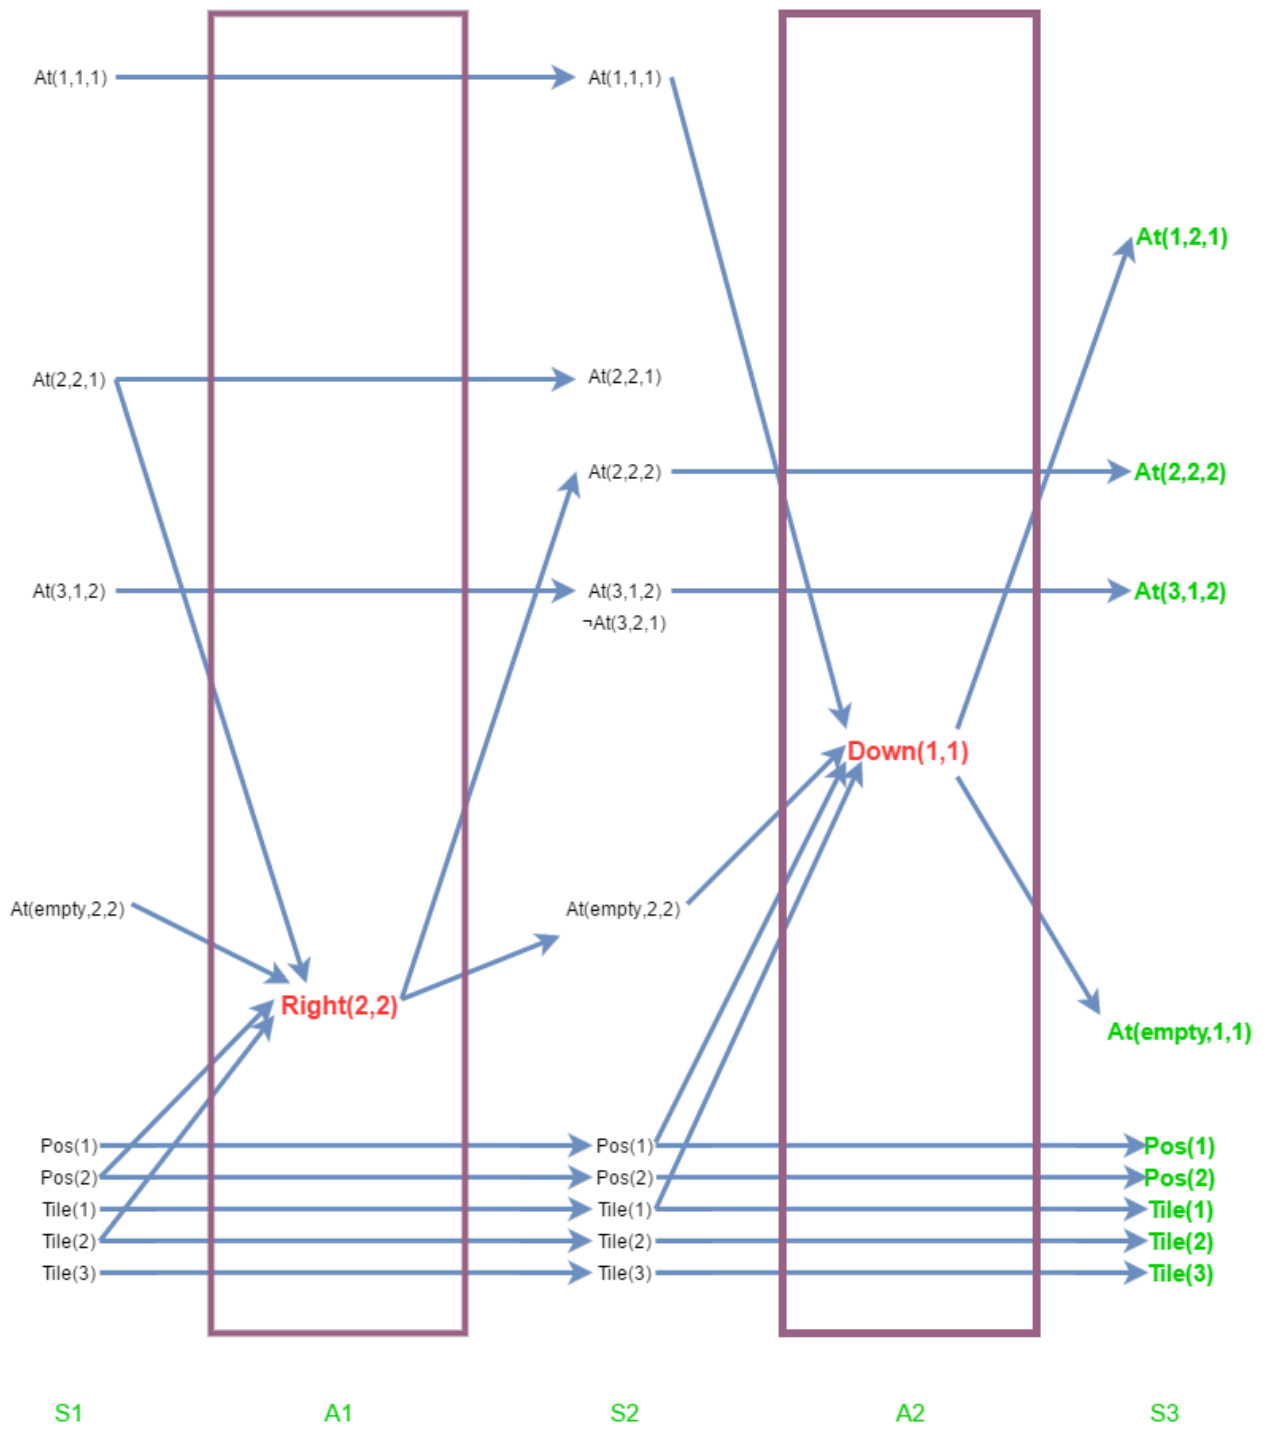 At(1,1,1)
At(1,1,1)
At(1,2,1)
At(2,2,1)
At(2,2,1)
At(2,2,2)
At(2,2,2)
At(3,1,2)
At(3,1,2)
At(3,1,2)
¬At(3,2,1)
Down(1,1)
At(empty,2,2)
At(empty,2,2)
Right(2,2)
At(empty,1,1)
Pos(1)
Pos(1)
Pos(1)
Pos(2)
Pos(2)
Pos(2)
Tile(1)
Tile(1)
Tile(1)
Tile(2)
Tile(2)
Tile(2)
Tile(3)
Tile(3)
Tile(3)
S1
A1
S2
A2
S3